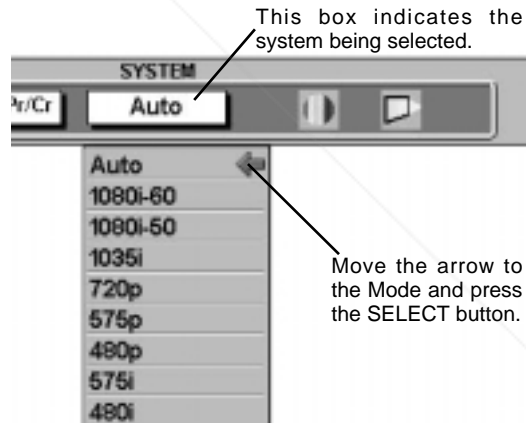 This box indicates the
system being selected.
SYSTEM
Pr/Cr
Auto
Auto
1080i-60
1080i-50
1035i
720p
575p
480p
575i
480i
Move the arrow to
the Mode and press
the SELECT button.